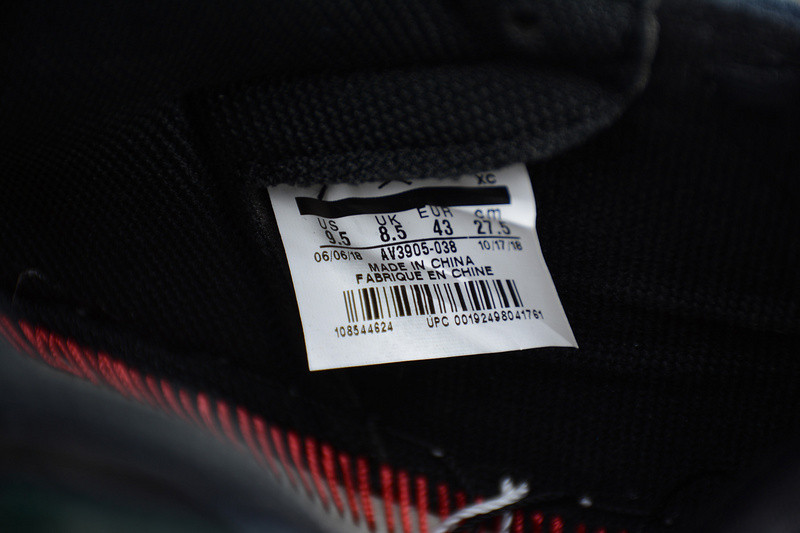 XC
US UK EUR cm
9.5 8.5 43 27.5
06/06/18 AV3905-038 10/17/18
MADE IN CHINA
FABRIQUE EN CHINE
108544624 UPC 00192498041761